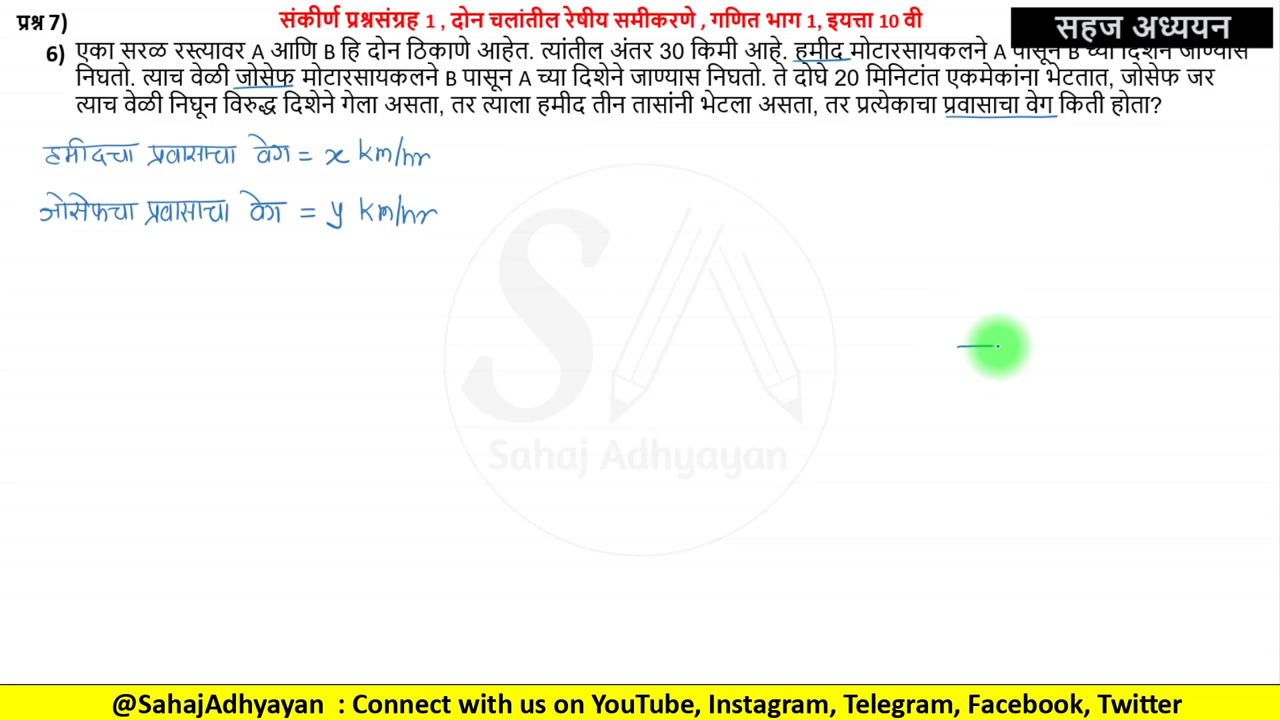 प्रश्न 7)
संकीर्ण प्रश्नसंग्रह 1 , दोन चलांतील रेषीय समीकरणे , गणित भाग 1, इयत्ता 10 वी
सहज अध्ययन
6) एका सरळ रस्त्यावर A आणि B हि दोन ठिकाणे आहेत. त्यांतील अंतर 30 किमी आहे. हमीद मोटारसायकलने A पासून B च्या दिशेने जाण्यास
निघतो. त्याच वेळी जोसेफ मोटारसायकलने B पासून A च्या दिशेने जाण्यास निघतो. ते दोघे 20 मिनिटांत एकमेकांना भेटतात, जोसेफ जर
त्याच वेळी निघून विरुद्ध दिशेने गेला असता, तर त्याला हमीद तीन तासांनी भेटला असता, तर प्रत्येकाचा प्रवासाचा वेग किती होता?
हमीदचा प्रवासाचा वेग = x km/hr
जोसेफचा प्रवासाचा वेग = y km/hr
SA
Sahaj Adhyayan
@SahajAdhyayan : Connect with us on YouTube, Instagram, Telegram, Facebook, Twitter